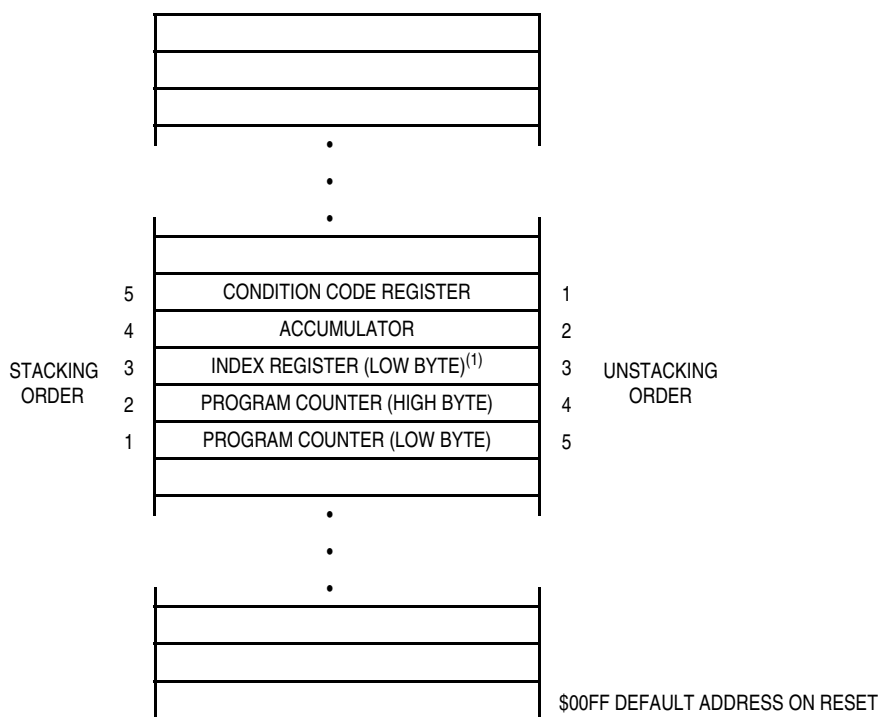 5 CONDITION CODE REGISTER 1
4 ACCUMULATOR 2
STACKING ORDER
3 INDEX REGISTER (LOW BYTE)(1) 3
UNSTACKING ORDER
2 PROGRAM COUNTER (HIGH BYTE) 4
1 PROGRAM COUNTER (LOW BYTE) 5
$00FF DEFAULT ADDRESS ON RESET